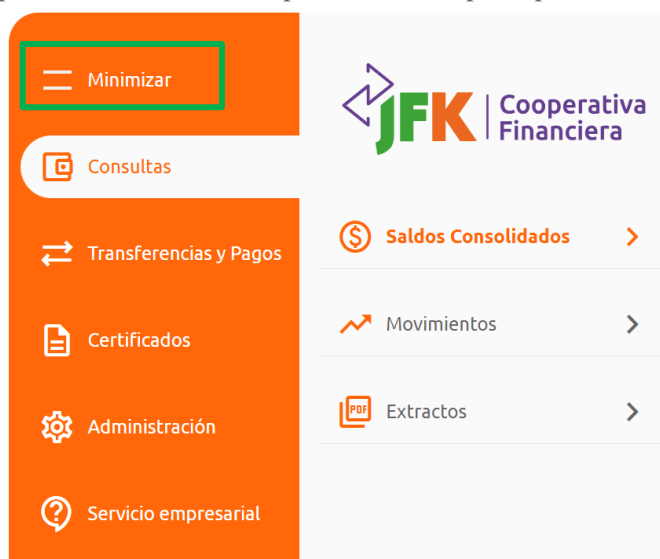 Minimizar
Consultas
Transferencias y Pagos
Certificados
Administración
Servicio empresarial
JFK | Cooperativa
Financiera
Saldos Consolidados
Movimientos
PDF
Extractos